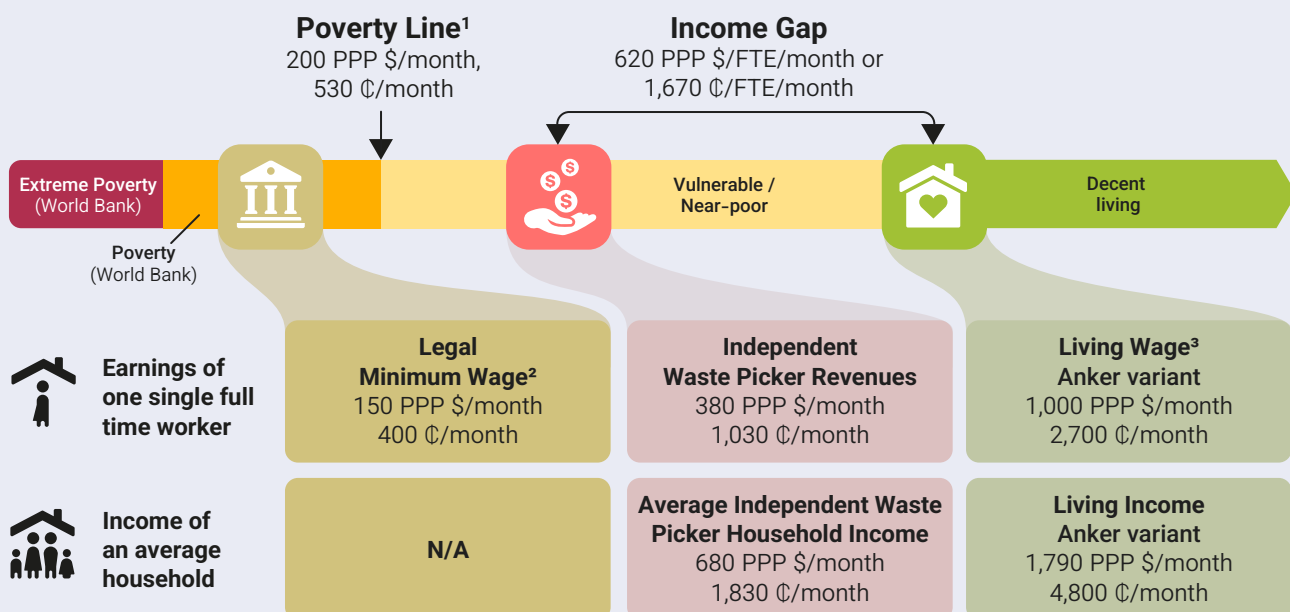 Poverty Line¹
200 PPP $/month,
530 ₵/month
Income Gap
620 PPP $/FTE/month or
1,670 ₵/FTE/month
Extreme Poverty
(World Bank)
Poverty
(World Bank)
$
$
$
Vulnerable /
Near-poor
Decent
living
Earnings of
one single full
time worker
Legal
Minimum Wage²
150 PPP $/month
400 ₵/month
Independent
Waste Picker Revenues
380 PPP $/month
1,030 ₵/month
Living Wage³
Anker variant
1,000 PPP $/month
2,700 ₵/month
Income of
an average
household
N/A
Average Independent Waste
Picker Household Income
680 PPP $/month
1,830 ₵/month
Living Income
Anker variant
1,790 PPP $/month
4,800 ₵/month